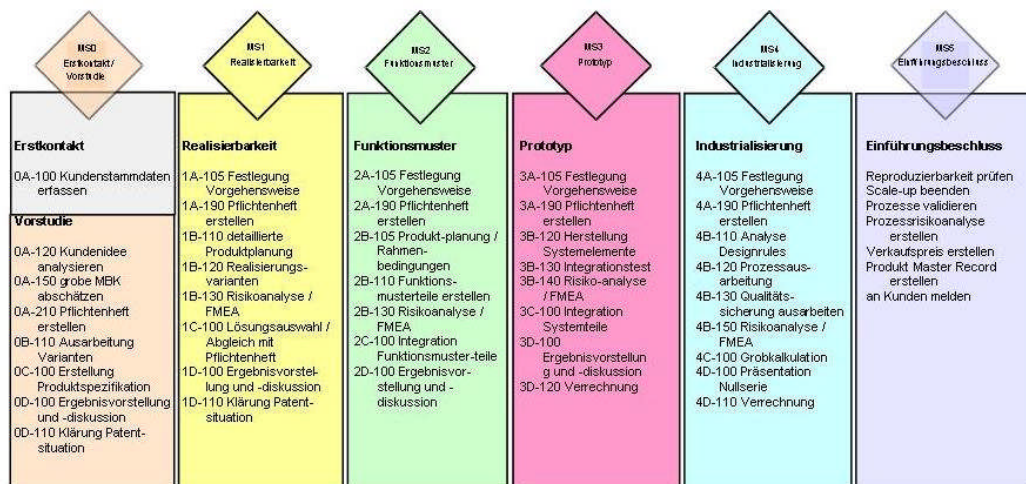 MS0
Erstkontakt /
Vorstudie
MS1
Realisierbarkeit
MS2
Funktionsmuster
MS3
Prototyp
MS4
Industrialisierung
MS5
Einführungsbeschluss
Erstkontakt
0A-100 Kundenstammdaten
erfassen
Vorstudie
0A-120 Kundenidee
analysieren
0A-150 grobe MBK
abschätzen
0A-210 Pflichtenheft
erstellen
0B-110 Ausarbeitung
Varianten
0C-100 Erstellung
Produktspezifikation
0D-100 Ergebnisvorstellung
und -diskussion
0D-110 Klärung Patent-
situation
Realisierbarkeit
1A-105 Festlegung
Vorgehensweise
1A-190 Pflichtenheft
erstellen
1B-110 detaillierte
Produktplanung
1B-120 Realisierungs-
varianten
1B-130 Risikoanalyse /
FMEA
1C-100 Lösungsauswahl /
Abgleich mit
Pflichtenheft
1D-100 Ergebnisvorstel-
lung und -diskussion
1D-110 Klärung Patent-
situation
Funktionsmuster
2A-105 Festlegung
Vorgehensweise
2A-190 Pflichtenheft
erstellen
2B-105 Produkt-planung /
Rahmen-
bedingungen
2B-110 Funktions-
musterteile erstellen
2B-130 Risikoanalyse /
FMEA
2C-100 Integration
Funktionsmuster-teile
2D-100 Ergebnisvor-
stellung und -
diskussion
Prototyp
3A-105 Festlegung
Vorgehensweise
3A-190 Pflichtenheft
erstellen
3B-120 Herstellung
Systemelemente
3B-130 Integrationstest
3B-140 Risiko-analyse
/ FMEA
3C-100 Integration
Systemteile
3D-100
Ergebnisvorstellun
g und -diskussion
3D-120 Verrechnung
Industrialisierung
4A-105 Festlegung
Vorgehensweise
4A-190 Pflichtenheft
erstellen
4B-110 Analyse
Designrules
4B-120 Prozessaus-
arbeitung
4B-130 Qualitäts-
sicherung ausarbeiten
4B-150 Risikoanalyse /
FMEA
4C-100 Grobkalkulation
4D-100 Präsentation
Nullserie
4D-110 Verrechnung
Einführungsbeschluss
Reproduzierbarkeit prüfen
Scale-up beenden
Prozesse validieren
Prozessrisikoanalyse
erstellen
Verkaufspreis erstellen
Produkt Master Record
erstellen
an Kunden melden